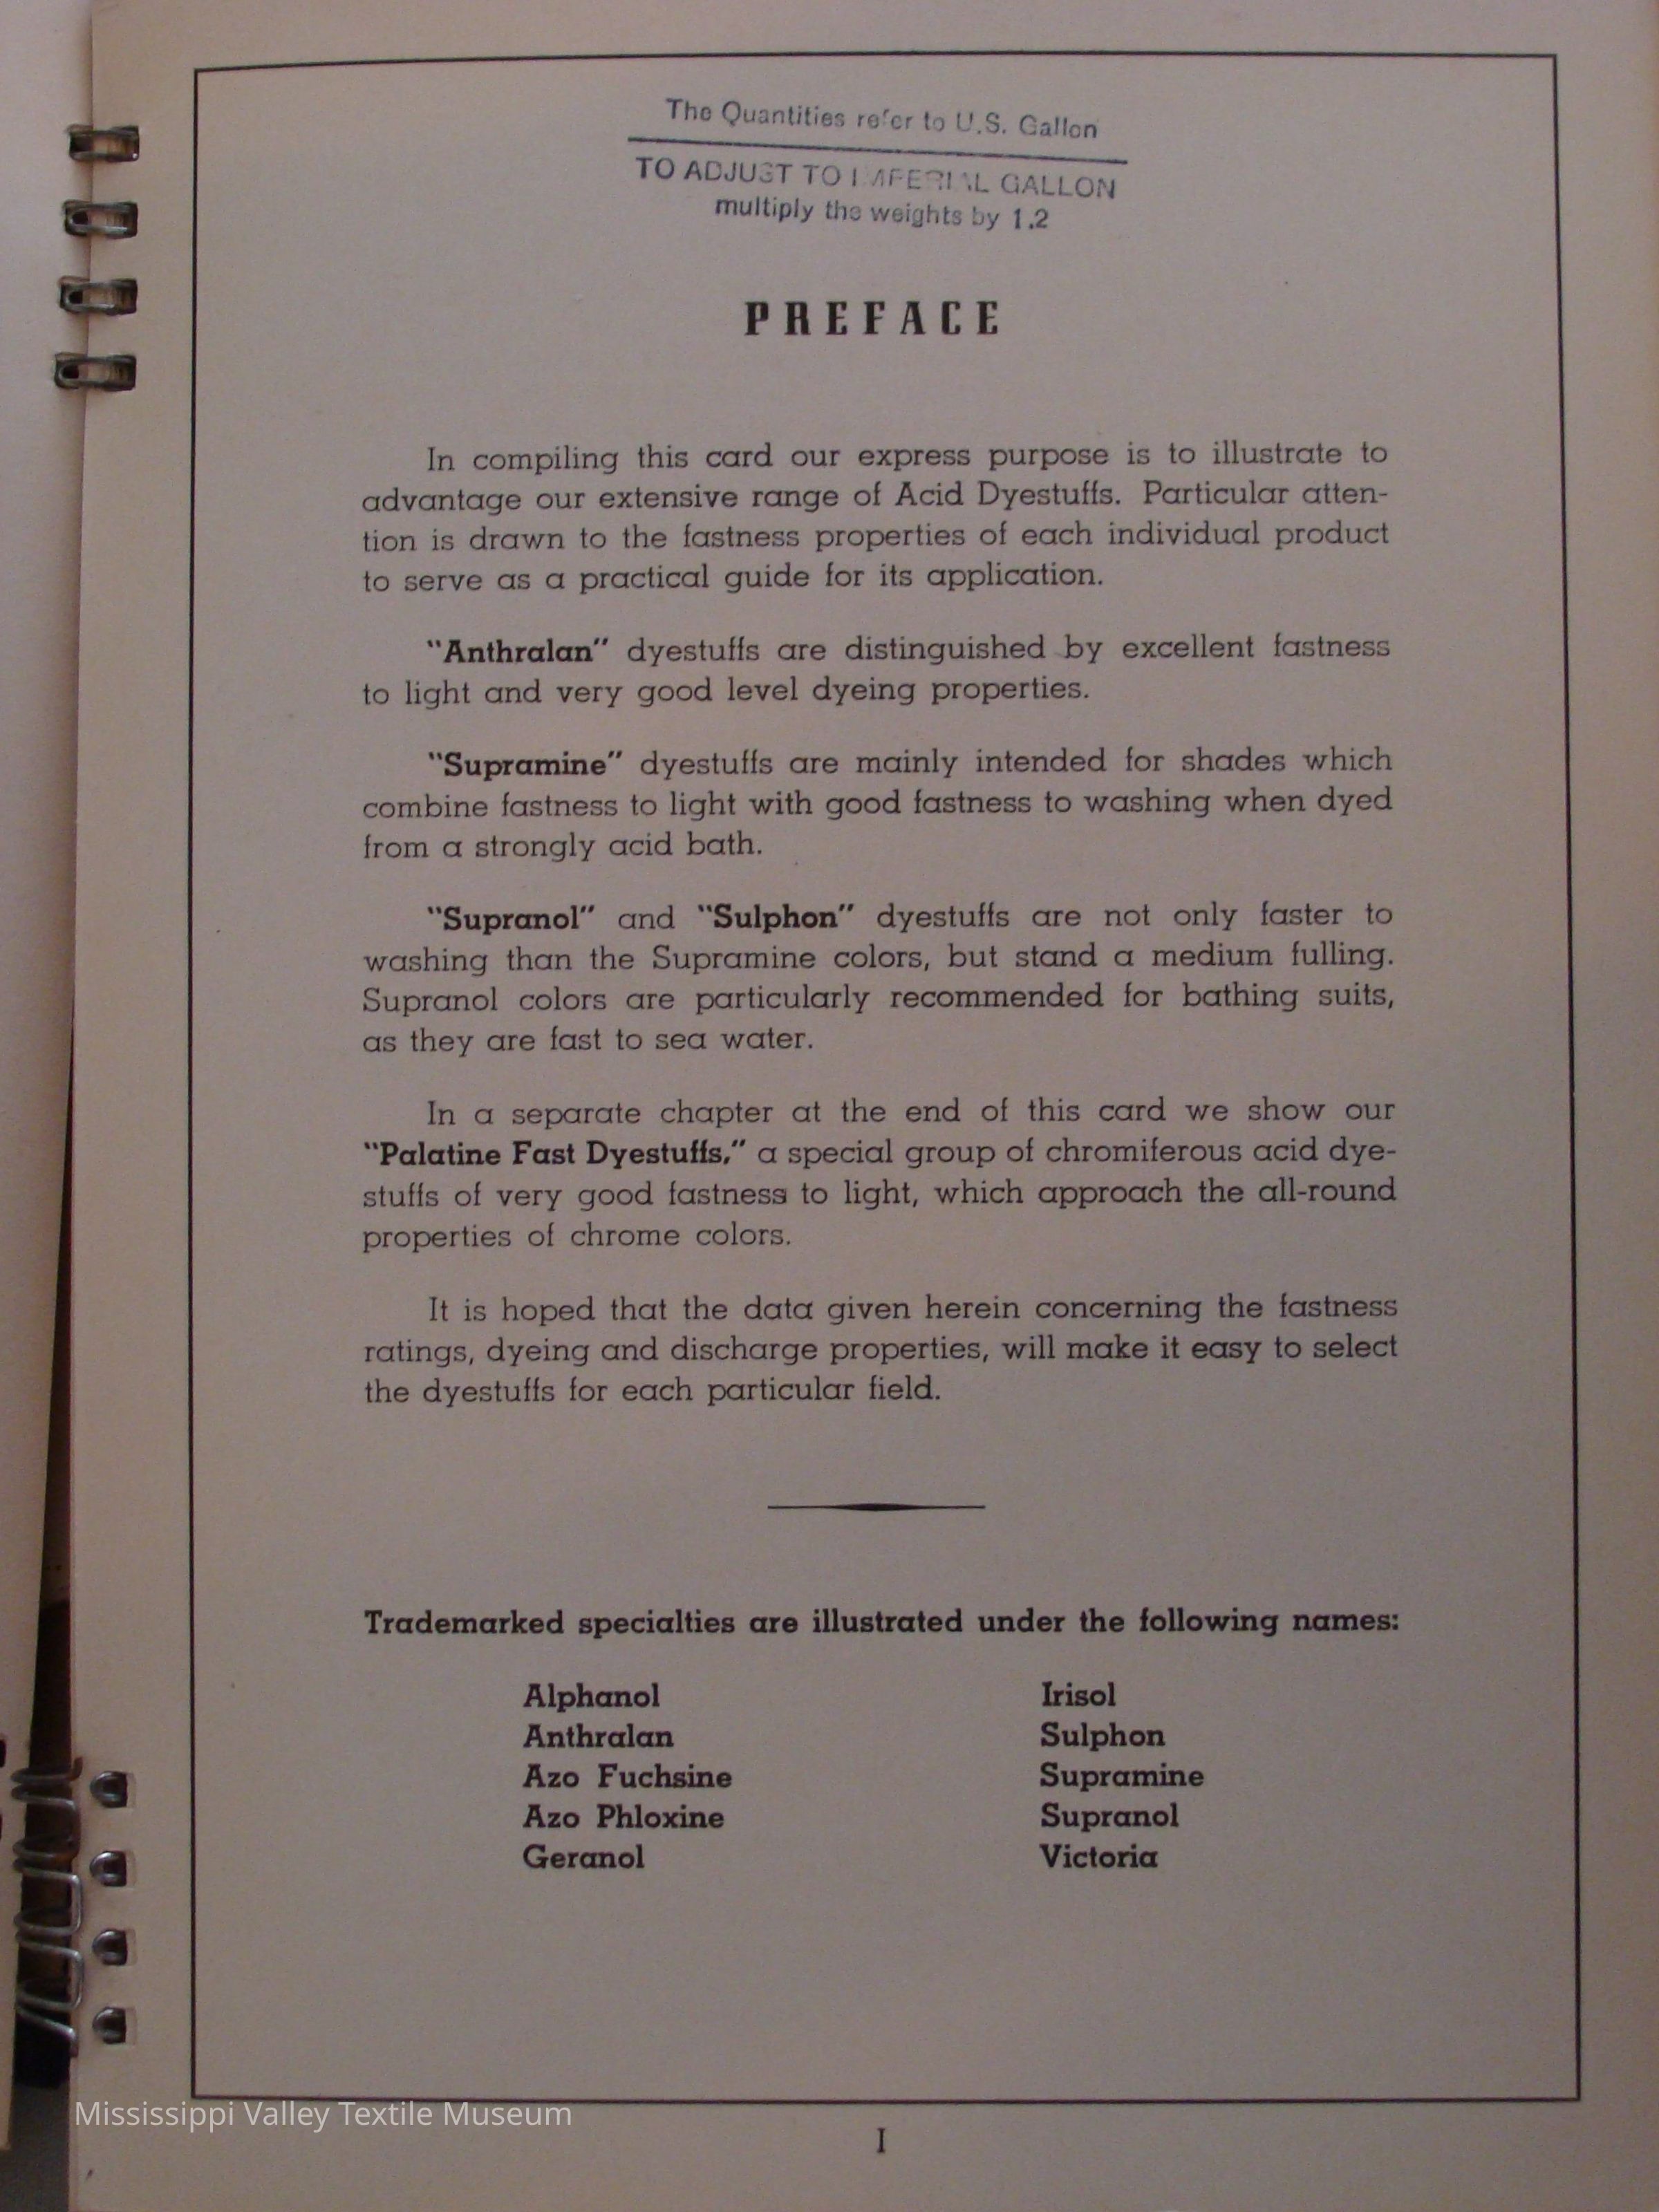 The Quantities refer to U.S. Gallon
TO ADJUST TO IMPERIAL GALLON
multiply the weights by 1.2
PREFACE
In compiling this card our express purpose is to illustrate to
advantage our extensive range of Acid Dyestuffs. Particular atten-
tion is drawn to the fastness properties of each individual product
to serve as a practical guide for its application.
"Anthralan" dyestuffs are distinguished by excellent fastness
to light and very good level dyeing properties.
"Supramine" dyestuffs are mainly intended for shades which
combine fastness to light with good fastness to washing when dyed
from a strongly acid bath.
"Supranol" and "Sulphon" dyestuffs are not only faster to
washing than the Supramine colors, but stand a medium fulling.
Supranol colors are particularly recommended for bathing suits,
as they are fast to sea water.
In a separate chapter at the end of this card we show our
"Palatine Fast Dyestuffs," a special group of chromiferous acid dye-
stuffs of very good fastness to light, which approach the all-round
properties of chrome colors.
It is hoped that the data given herein concerning the fastness
ratings, dyeing and discharge properties, will make it easy to select
the dyestuffs for each particular field.
Trademarked specialties are illustrated under the following names:
Alphanol
Anthralan
Azo Fuchsine
Azo Phloxine
Geranol
Irisol
Sulphon
Supramine
Supranol
Victoria
Mississippi Valley Textile Museum
I